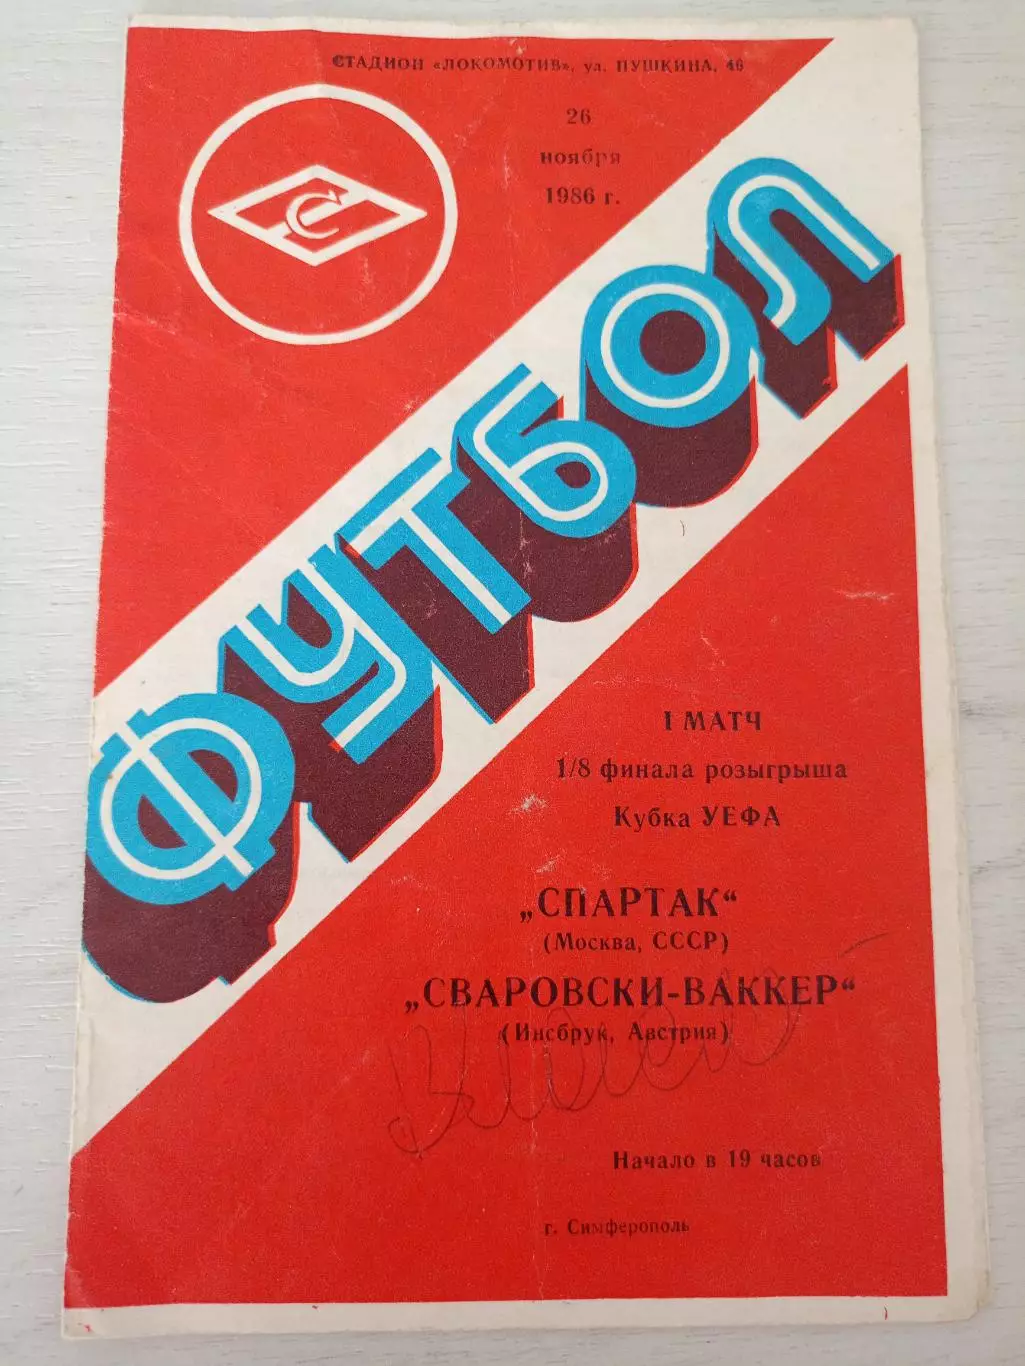 СТАДИОН «ЛОКОМОТИВ», ул. ПУШКИНА, 46
26
ноября
1986 г.
С
ФУТБОЛ
I МАТЧ
1/8 финала розыгрыша
Кубка УЕФА
„СПАРТАК“
(Москва, СССР)
„СВАРОВСКИ-ВАККЕР“
(Инсбрук, Австрия)
Начало в 19 часов
г. Симферополь